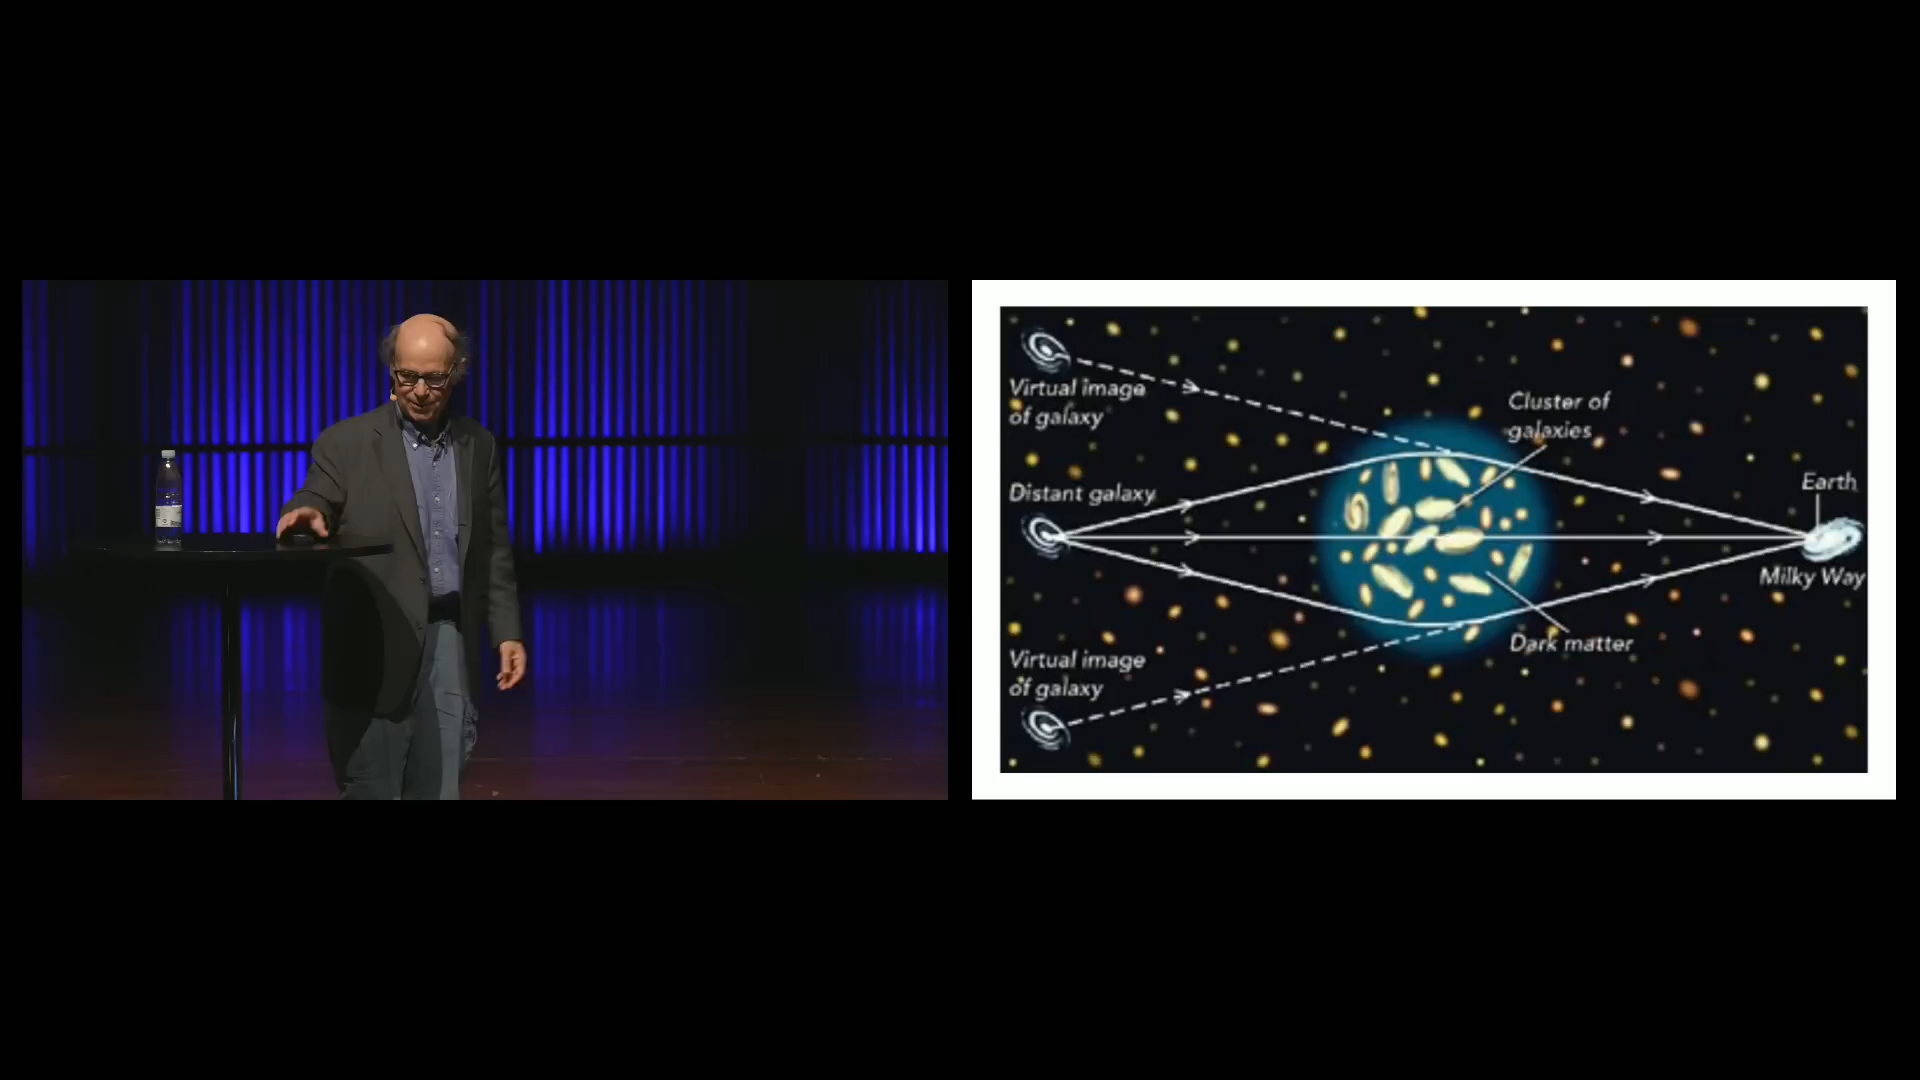 Virtual image
of galaxy
Cluster of
galaxies
Distant galaxy
Earth
Milky Way
Dark matter
Virtual image
of galaxy